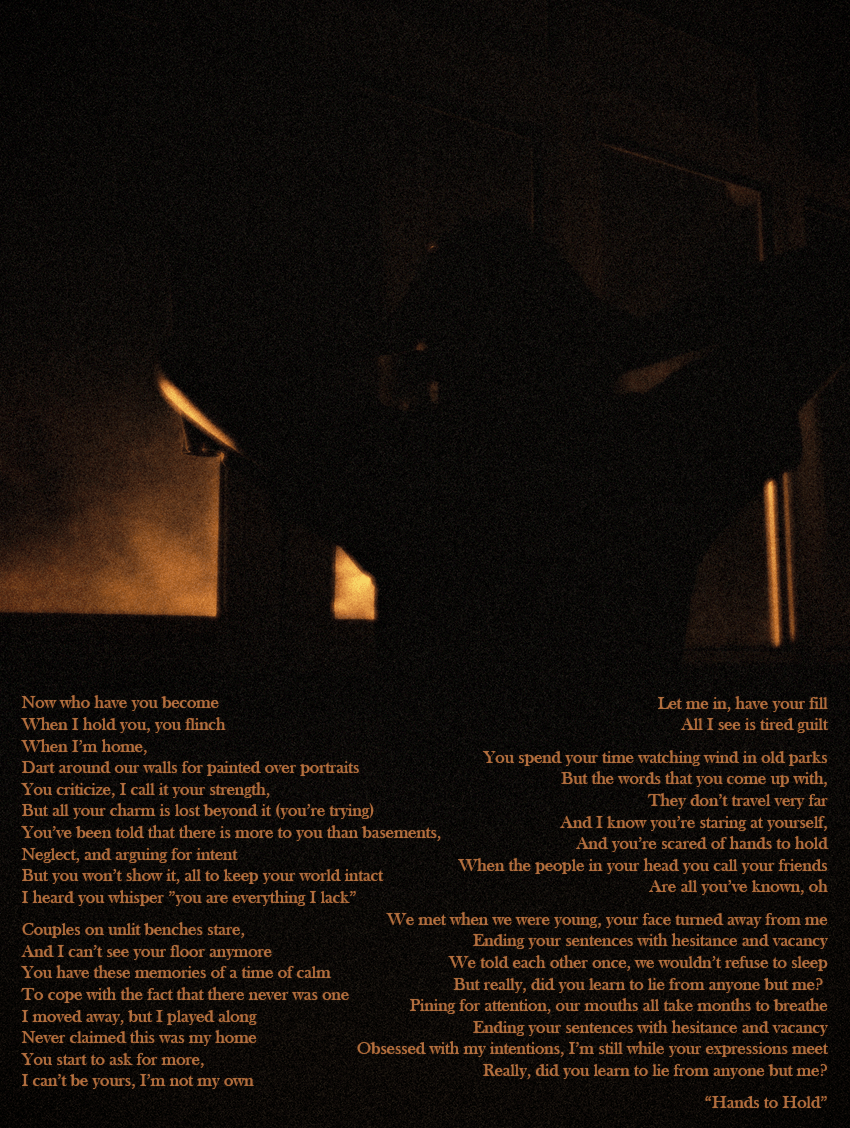 Now who have you become
When I hold you, you flinch
When I'm home,
Dart around our walls for painted over portraits
You criticize, I call it your strength,
But all your charm is lost beyond it (you're trying)
You've been told that there is more to you than basements,
Neglect, and arguing for intent
But you won't show it, all to keep your world intact
I heard you whisper ”you are everything I lack”
Couples on unlit benches stare,
And I can't see your floor anymore
You have these memories of a time of calm
To cope with the fact that there never was one
I moved away, but I played along
Never claimed this was my home
You start to ask for more,
I can't be yours, I'm not my own
Let me in, have your fill
All I see is tired guilt
You spend your time watching wind in old parks
But the words that you come up with,
They don't travel very far
And I know you're staring at yourself,
And you're scared of hands to hold
When the people in your head you call your friends
Are all you've known, oh
We met when we were young, your face turned away from me
Ending your sentences with hesitance and vacancy
We told each other once, we wouldn't refuse to sleep
But really, did you learn to lie from anyone but me?
Pining for attention, our mouths all take months to breathe
Ending your sentences with hesitance and vacancy
Obsessed with my intentions, I'm still while your expressions meet
Really, did you learn to lie from anyone but me?
“Hands to Hold”